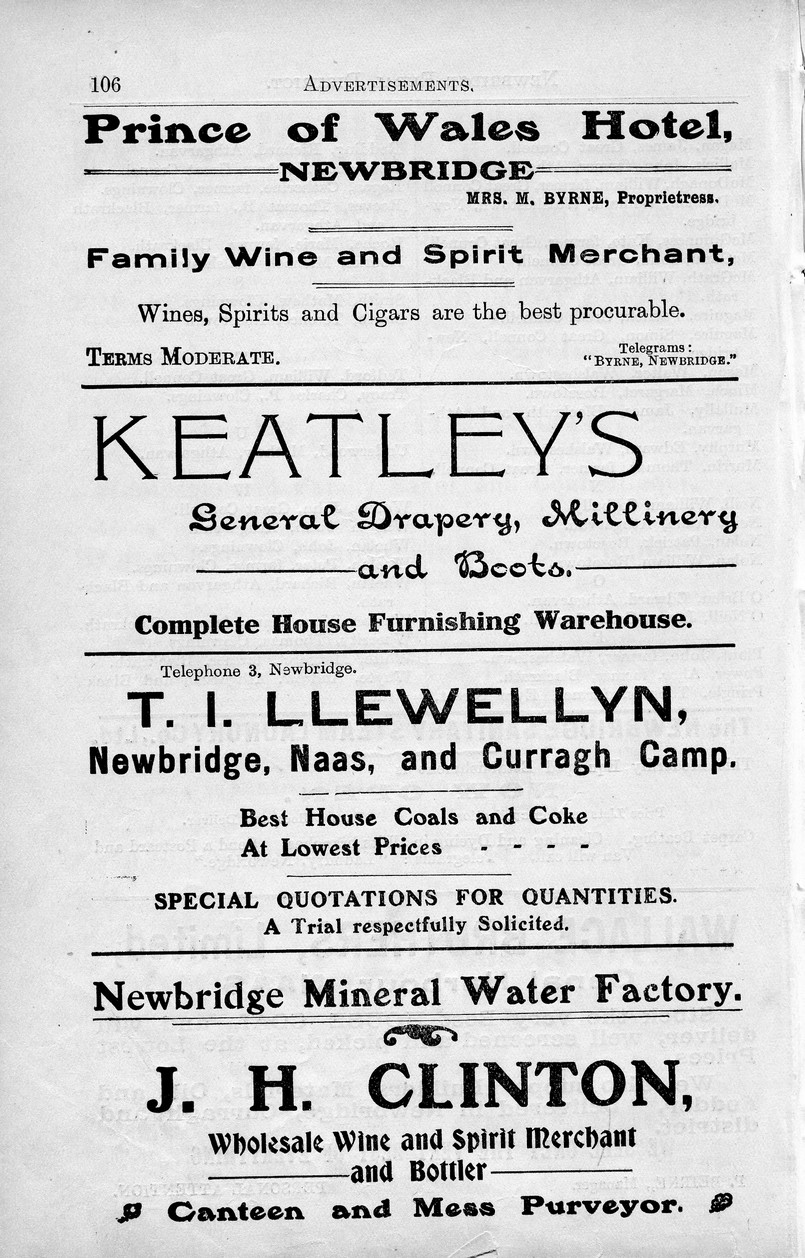 106 ADVERTISEMENTS.
Prince of Wales Hotel,
NEWBRIDGE
MRS. M. BYRNE, Proprietress.
Family Wine and Spirit Merchant,
Wines, Spirits and Cigars are the best procurable.
TERMS MODERATE.
Telegrams:
"BYRNE, NEWBRIDGE."
KEATLEY'S
General Drapery, Millinery
and Boots.
Complete House Furnishing Warehouse.
Telephone 3, Newbridge.
T. I. LLEWELLYN,
Newbridge, Naas, and Curragh Camp.
Best House Coals and Coke
At Lowest Prices - - - -
SPECIAL QUOTATIONS FOR QUANTITIES.
A Trial respectfully Solicited.
Newbridge Mineral Water Factory.
J. H. CLINTON,
Wholesale Wine and Spirit Merchant
and Bottler
Canteen and Mess Purveyor.